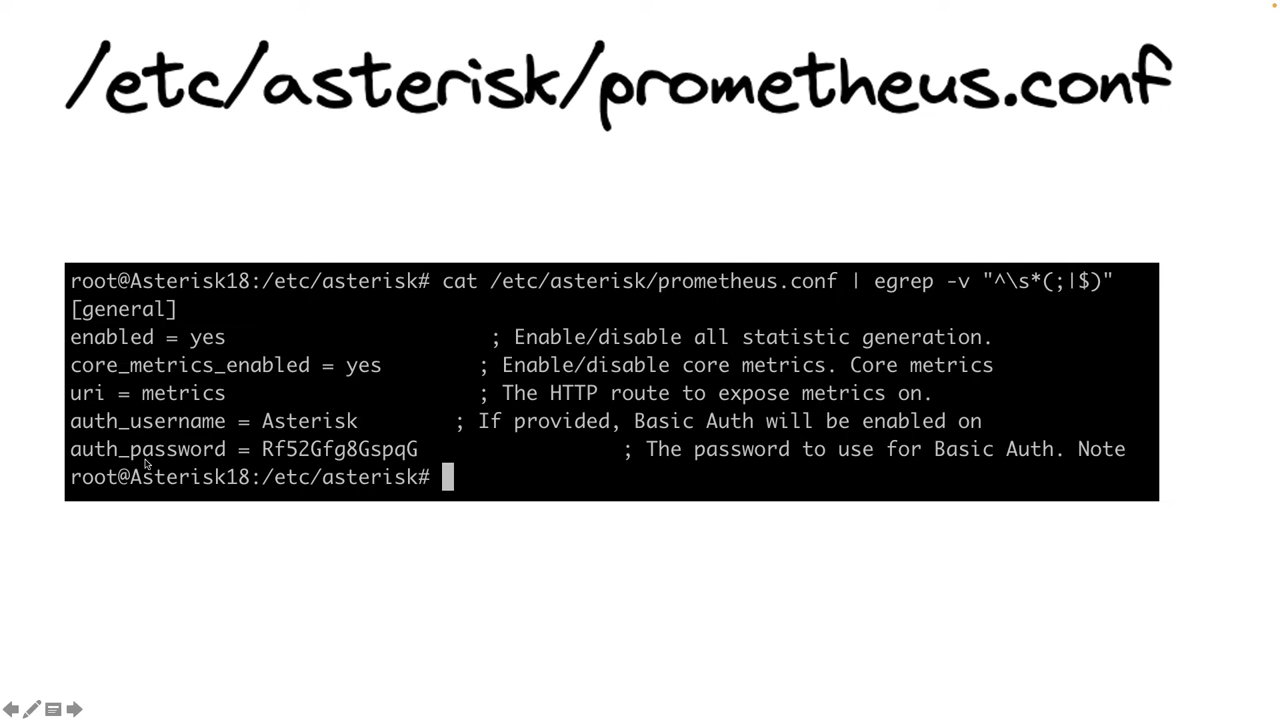 /etc/asterisk/prometheus.conf
root@Asterisk18:/etc/asterisk# cat /etc/asterisk/prometheus.conf | egrep -v "^\s*(;|$)"
[general]
enabled = yes ; Enable/disable all statistic generation.
core_metrics_enabled = yes ; Enable/disable core metrics. Core metrics
uri = metrics ; The HTTP route to expose metrics on.
auth_username = Asterisk ; If provided, Basic Auth will be enabled on
auth_password = Rf52Gfg8GspqG ; The password to use for Basic Auth. Note
root@Asterisk18:/etc/asterisk#